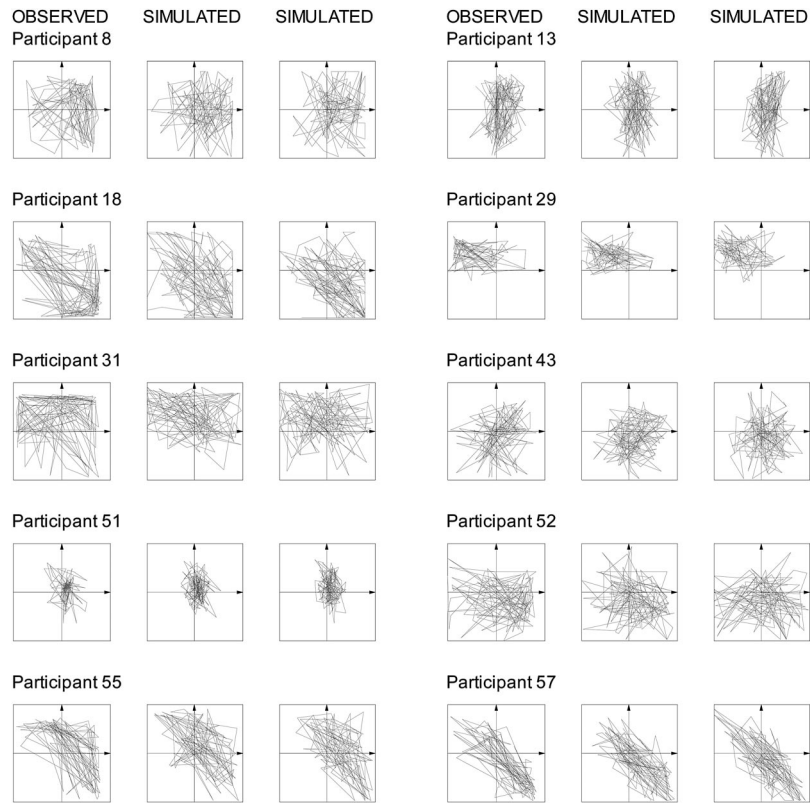 OBSERVED SIMULATED SIMULATED OBSERVED SIMULATED SIMULATED
Participant 8 Participant 13
Participant 18 Participant 29
Participant 31 Participant 43
Participant 51 Participant 52
Participant 55 Participant 57